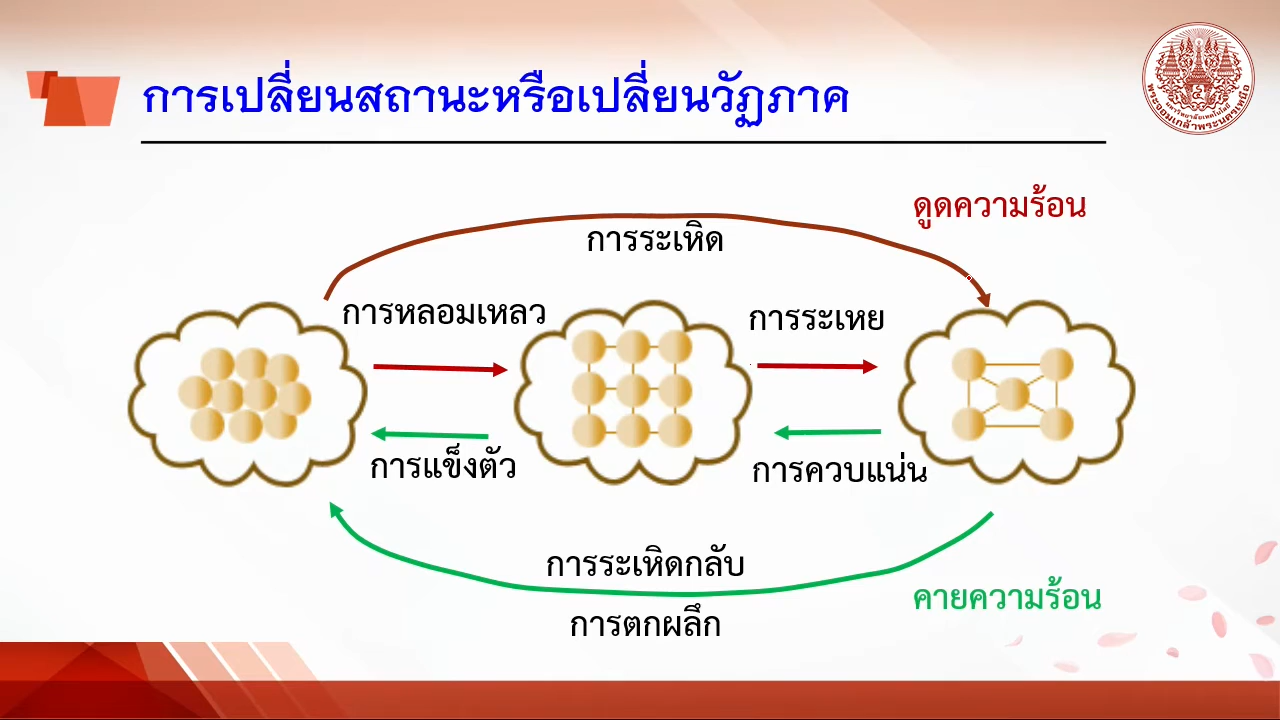 การเปลี่ยนสถานะหรือเปลี่ยนวัฏภาค
ดูดความร้อน
การระเหิด
การหลอมเหลว
การระเหย
การแข็งตัว
การควบแน่น
การระเหิดกลับ
คายความร้อน
การตกผลึก